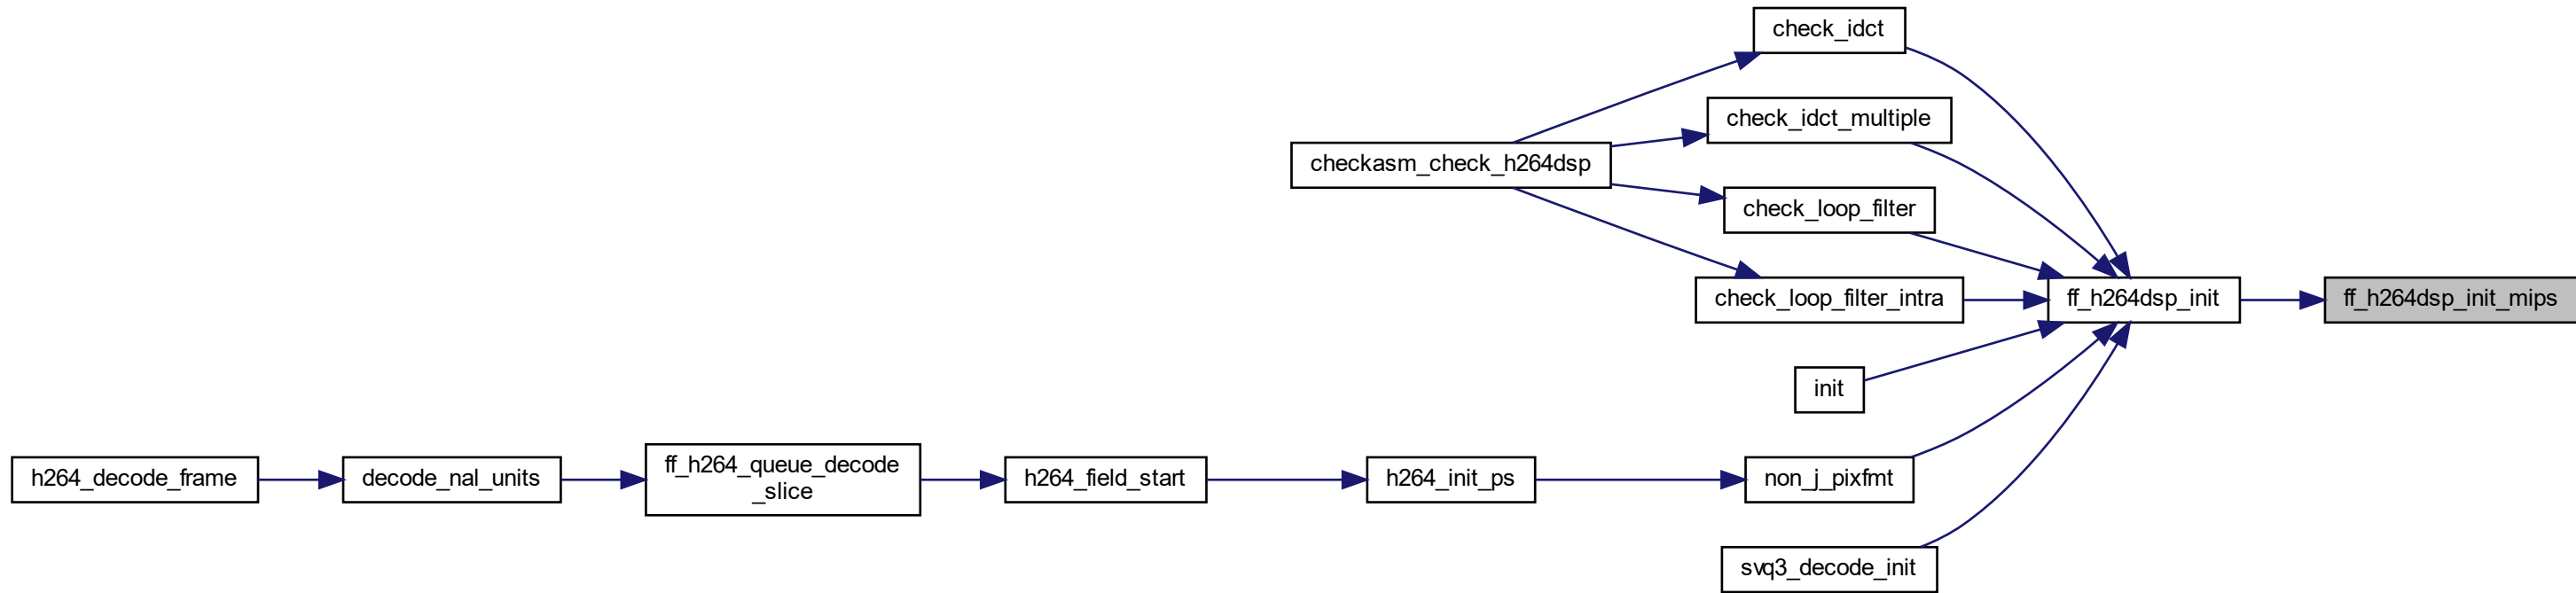 check_idct
check_idct_multiple
checkasm_check_h264dsp
check_loop_filter
check_loop_filter_intra
ff_h264dsp_init
ff_h264dsp_init_mips
init
h264_decode_frame
decode_nal_units
ff_h264_queue_decode
_slice
h264_field_start
h264_init_ps
non_j_pixfmt
svq3_decode_init